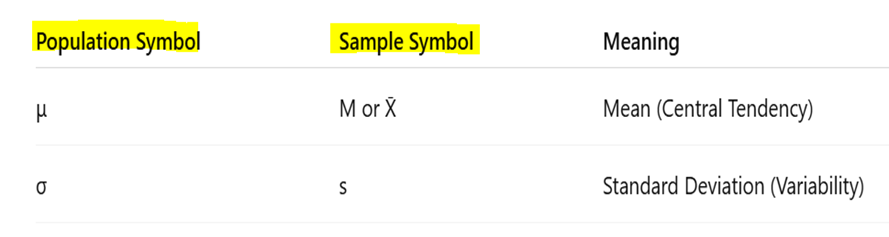 Population Symbol Sample Symbol Meaning
μ M or X̄ Mean (Central Tendency)
σ s Standard Deviation (Variability)